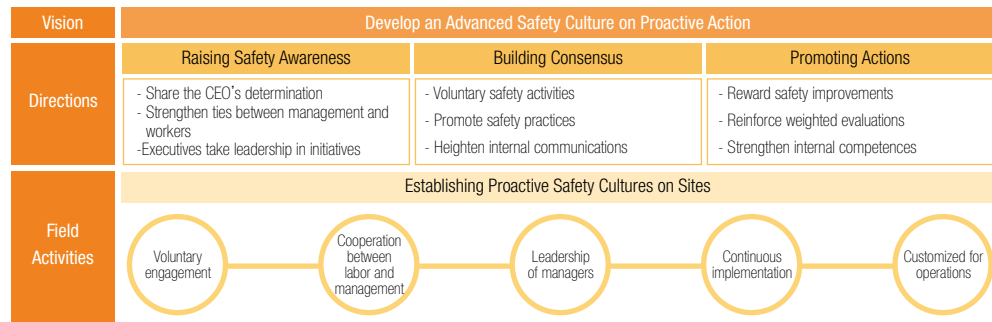 Vision
Develop an Advanced Safety Culture on Proactive Action
Directions
Raising Safety Awareness
- Share the CEO's determination
- Strengthen ties between management and
workers
-Executives take leadership in initiatives
Building Consensus
- Voluntary safety activities
- Promote safety practices
- Heighten internal communications
Promoting Actions
- Reward safety improvements
- Reinforce weighted evaluations
- Strengthen internal competences
Field
Activities
Establishing Proactive Safety Cultures on Sites
Voluntary
engagement
Cooperation
between
labor and
management
Leadership
of managers
Continuous
implementation
Customized for
operations